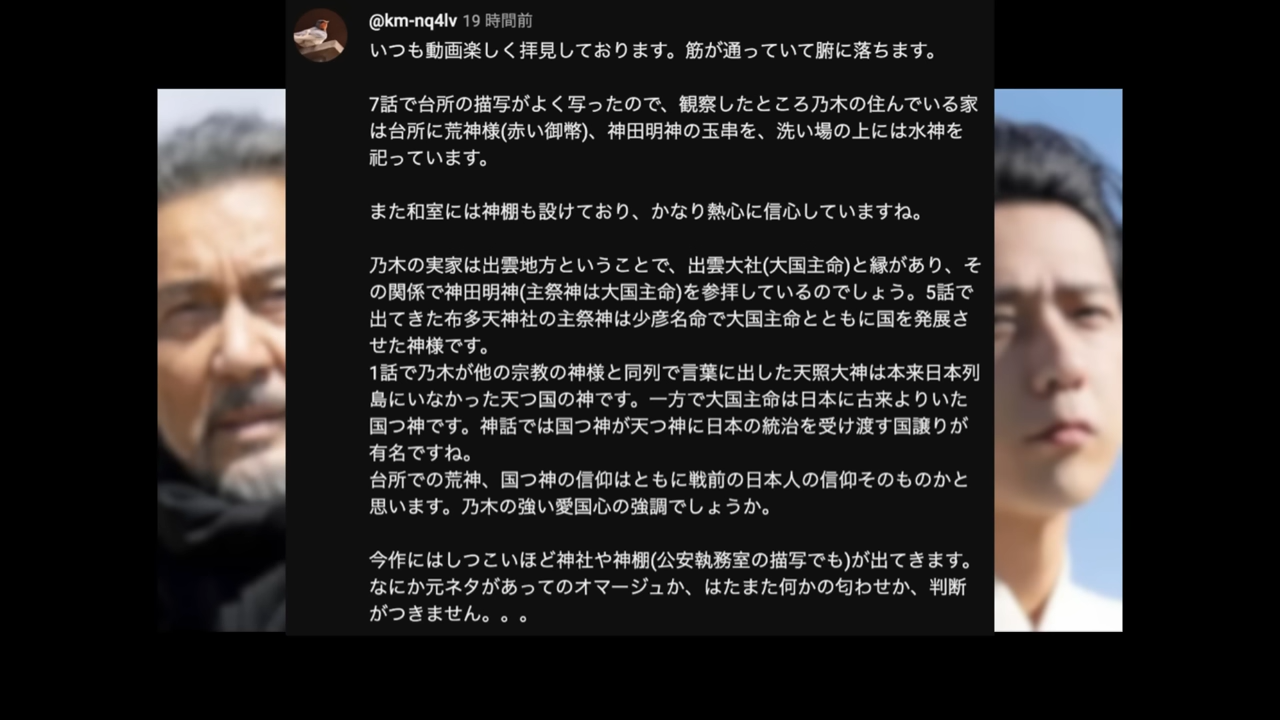 @km-nq4lv 19 時間前
いつも動画楽しく拝見しております。筋が通っていて腑に落ちます。
7話で台所の描写がよく写ったので、観察したところ乃木の住んでいる家
は台所に荒神様(赤い御幣)、神田明神の玉串を、洗い場の上には水神を
祀っています。
また和室には神棚も設けており、かなり熱心に信心していますね。
乃木の実家は出雲地方ということで、出雲大社(大国主命)と縁があり、そ
の関係で神田明神(主祭神は大国主命)を参拝しているのでしょう。5話で
出てきた布多天神社の主祭神は少彦名命で大国主命とともに国を発展さ
せた神様です。
1話で乃木が他の宗教の神様と同列で言葉に出した天照大神は本来日本列
島にいなかった天つ国の神です。一方で大国主命は日本に古来よりいた
国つ神です。神話では国つ神が天つ神に日本の統治を受け渡す国譲りが
有名ですね。
台所での荒神、国つ神の信仰はともに戦前の日本人の信仰そのものかと
思います。乃木の強い愛国心の強調でしょうか。
今作にはしつこいほど神社や神棚(公安執務室の描写でも)が出てきます。
なにか元ネタがあってのオマージュか、はたまた何かの匂わせか、判断
がつきません。。。